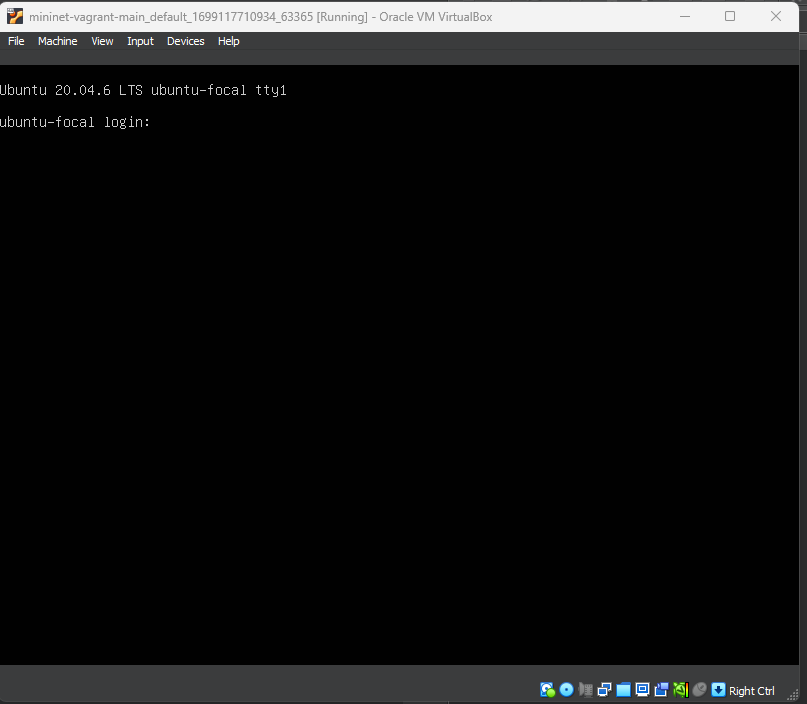 mininet-vagrant-main_default_1699117710934_63365 [Running] - Oracle VM VirtualBox
File Machine View Input Devices Help
Ubuntu 20.04.6 LTS ubuntu-focal tty1
ubuntu-focal login:
Right Ctrl